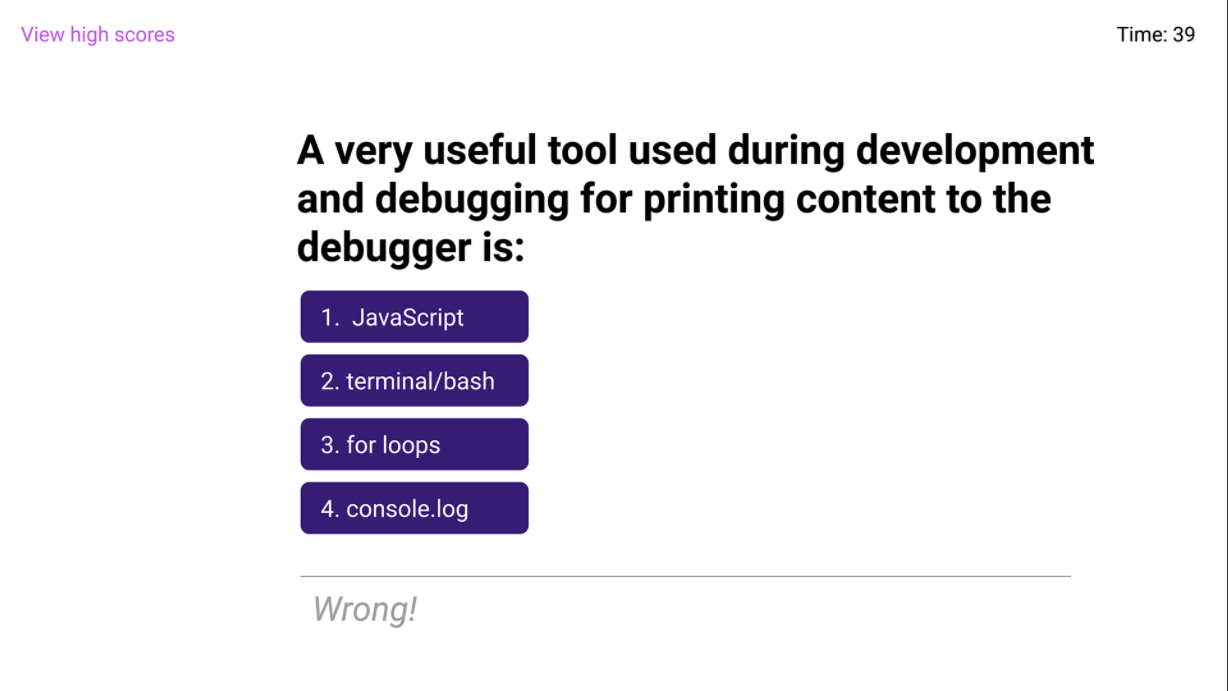 View high scores
Time: 39
A very useful tool used during development
and debugging for printing content to the
debugger is:
1. JavaScript
2. terminal/bash
3. for loops
4. console.log
Wrong!